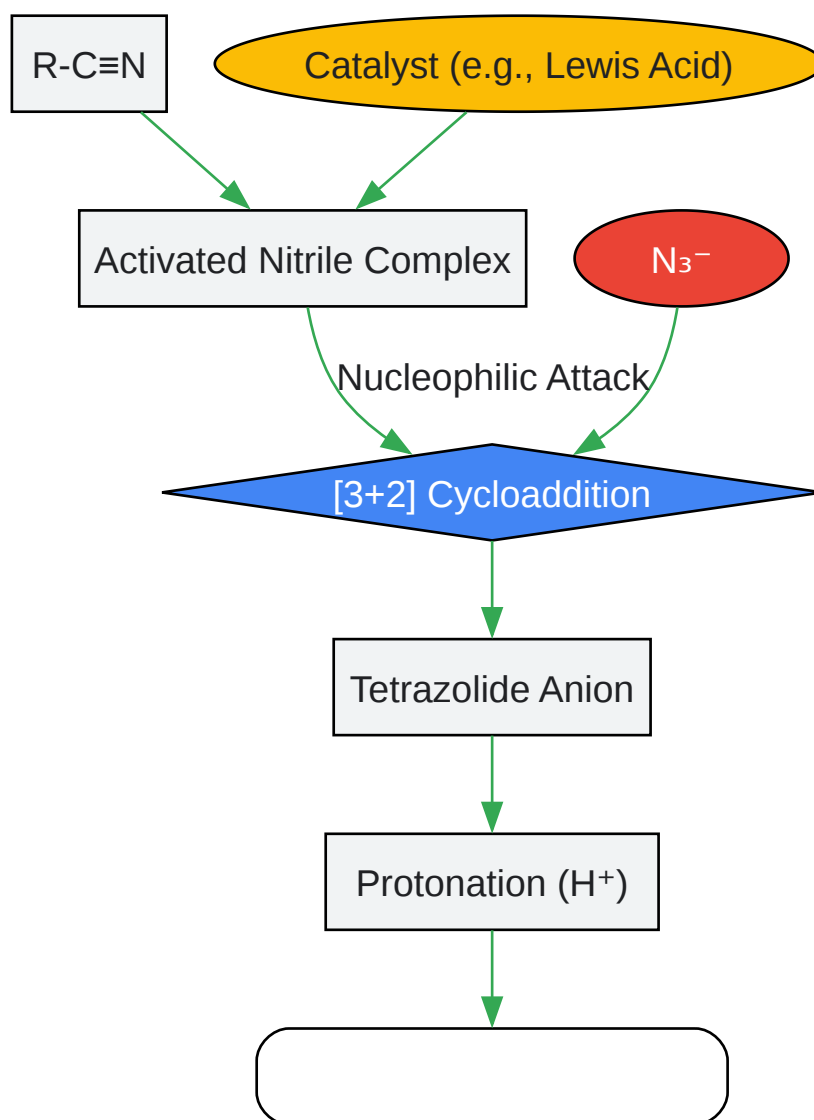 R-C≡N
Catalyst (e.g., Lewis Acid)
Activated Nitrile Complex
N₃⁻
Nucleophilic Attack
[3+2] Cycloaddition
Tetrazolide Anion
Protonation (H⁺)